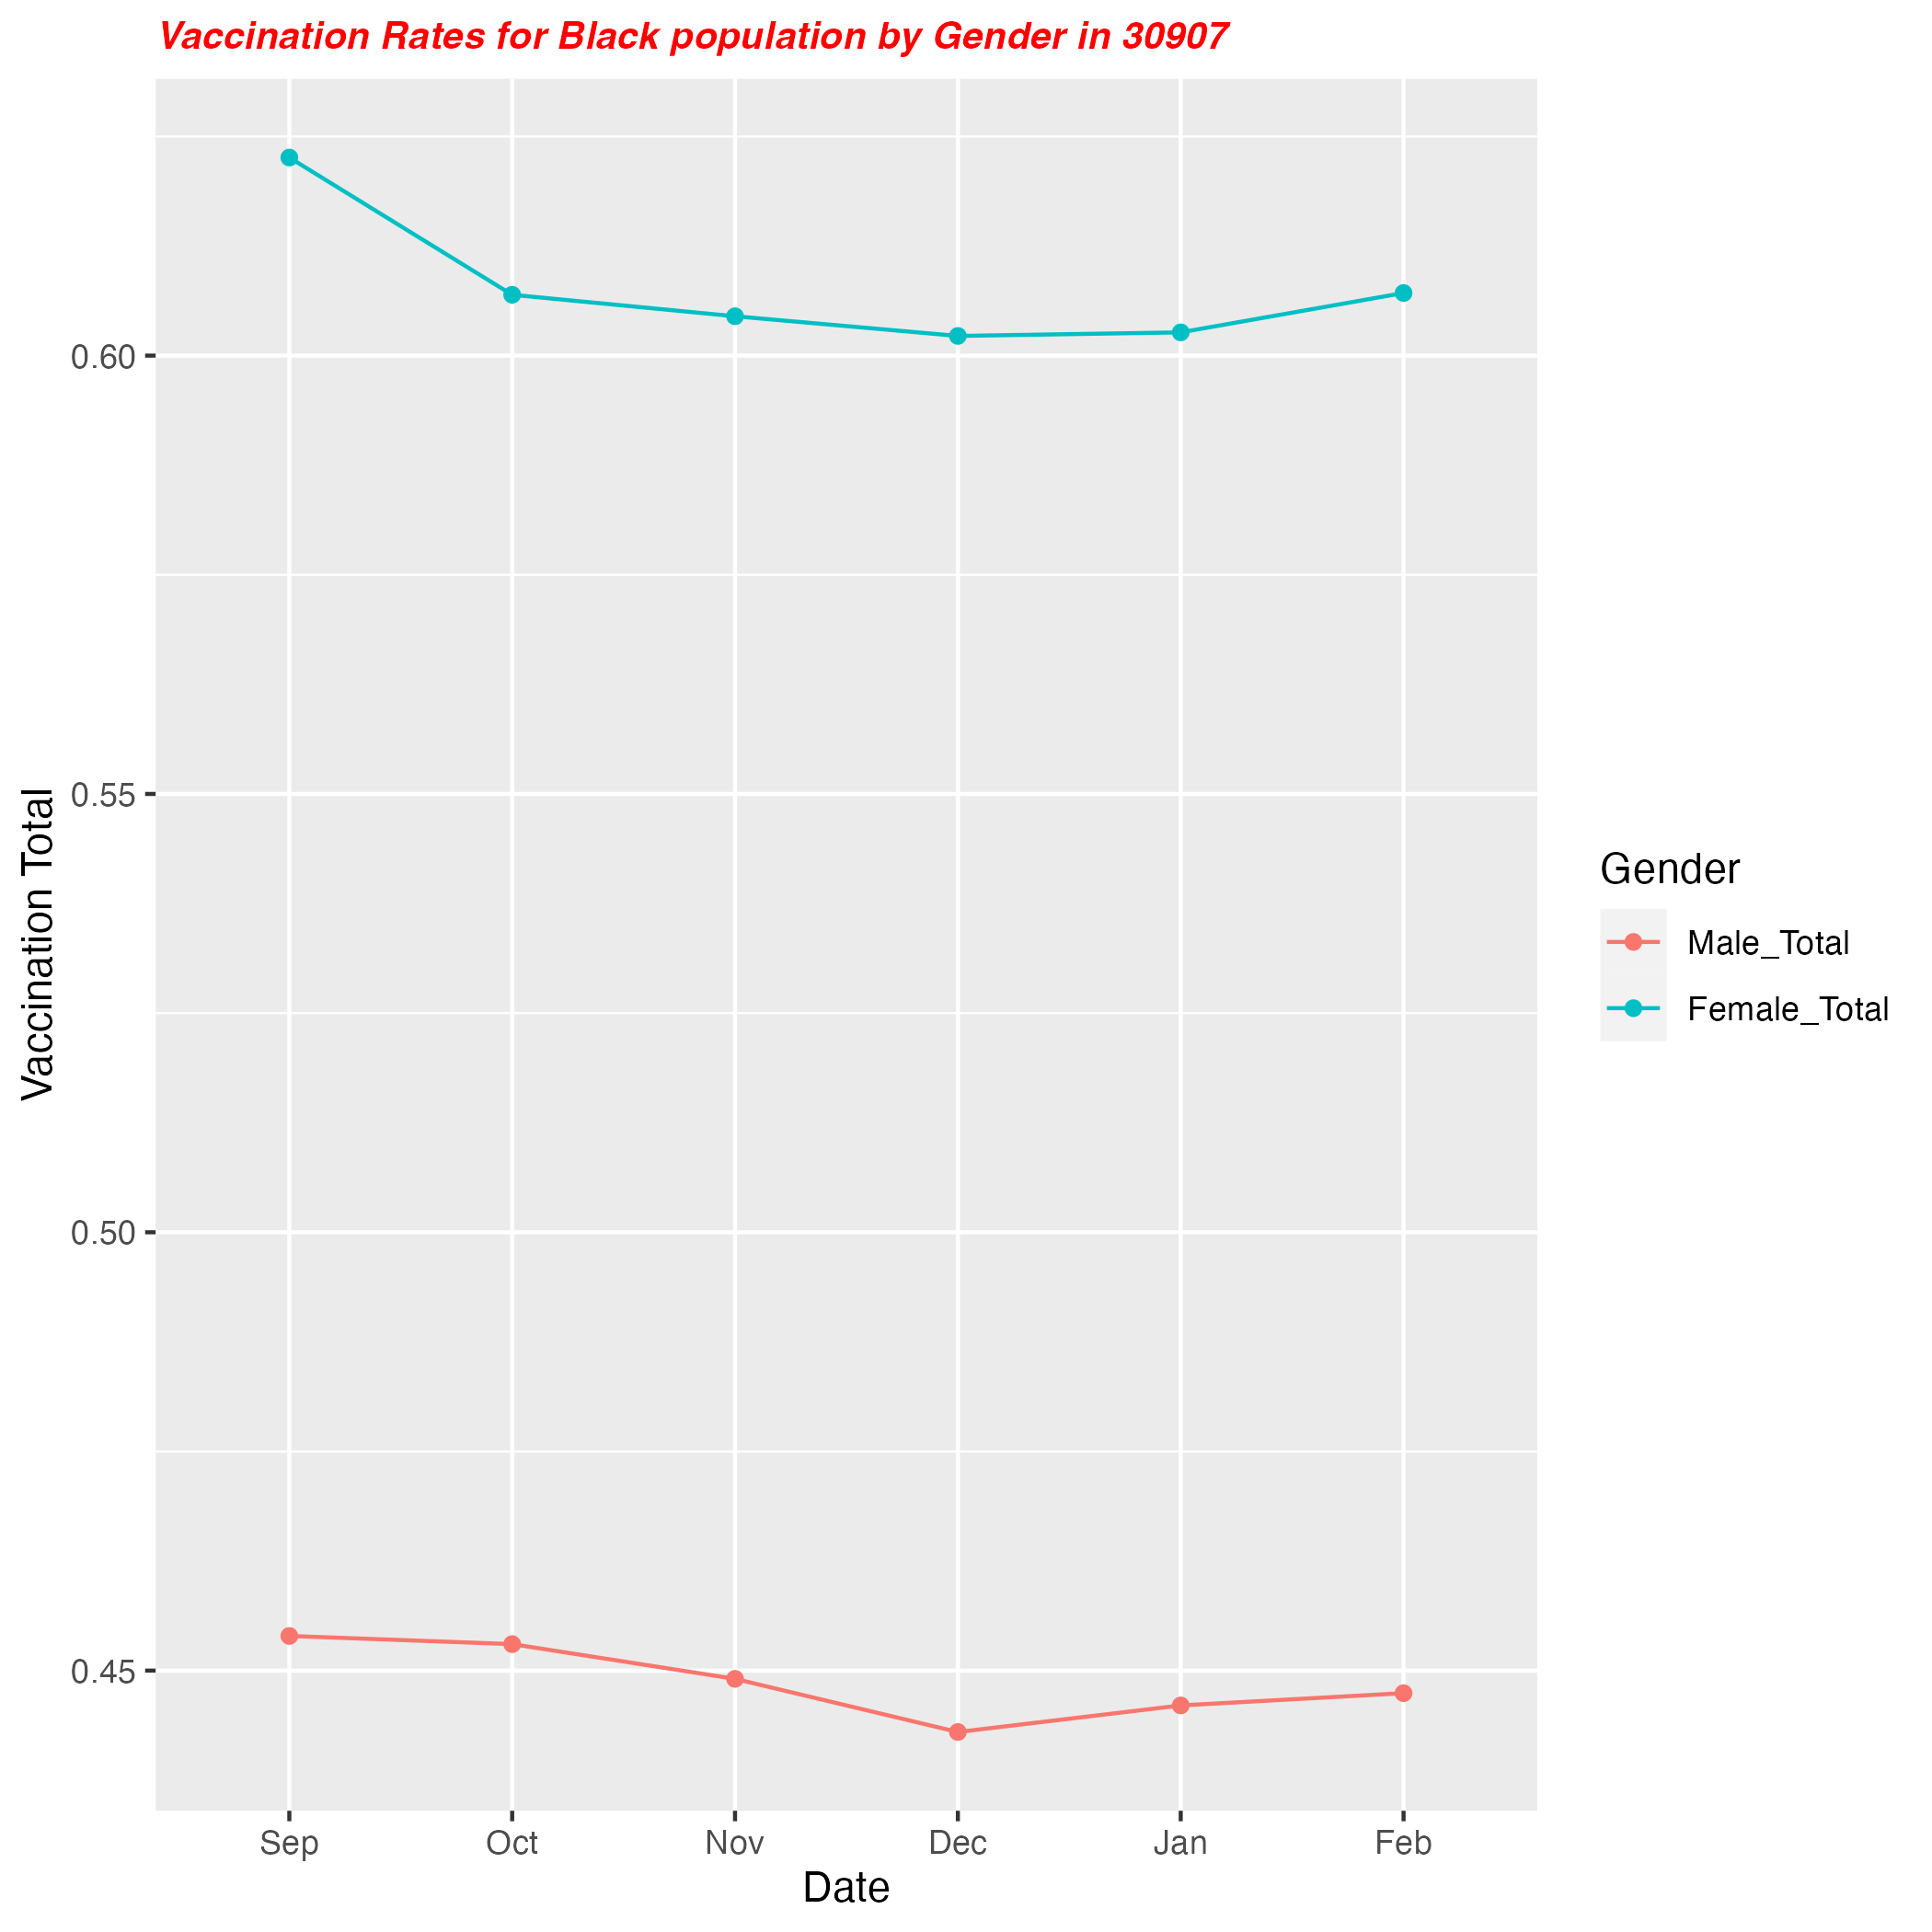 Vaccination Rates for Black population by Gender in 30907
Vaccination Total
0.60
0.55
0.50
0.45
Sep Oct Nov Dec Jan Feb
Date
Gender
Male_Total
Female_Total